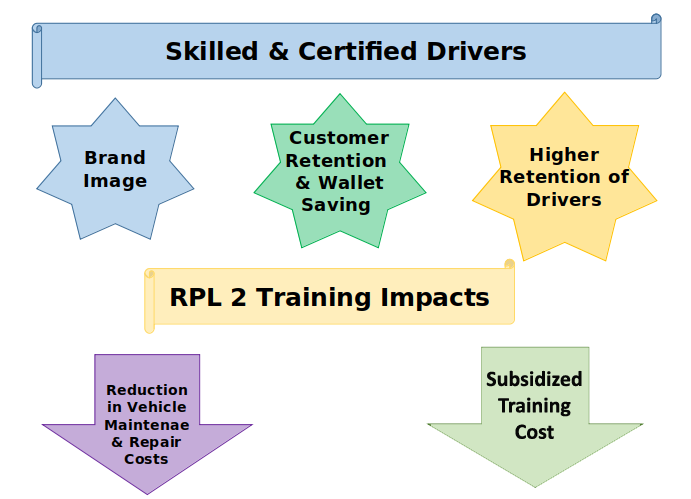 Skilled & Certified Drivers
Brand
Image
Customer
Retention
& Wallet
Saving
Higher
Retention of
Drivers
RPL 2 Training Impacts
Reduction
in Vehicle
Maintenae
& Repair
Costs
Subsidized
Training
Cost